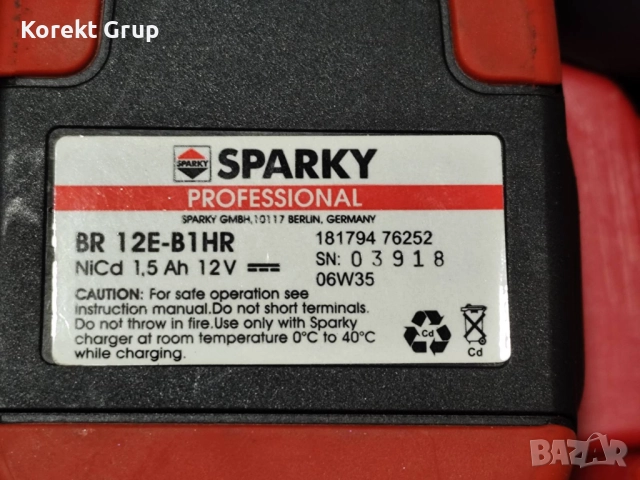 Korekt Grup
SPARKY SPARKY
PROFESSIONAL
SPARKY GMBH,10117 BERLIN, GERMANY
BR 12E-B1HR
NiCd 1,5 Ah 12V
181794 76252
SN: 03918
06W35
CAUTION: For safe operation see
instruction manual.Do not short terminals.
Do not throw in fire.Use only with Sparky
charger at room temperature 0°C to 40°C
while charging.
Cd
Cd
BAZAR